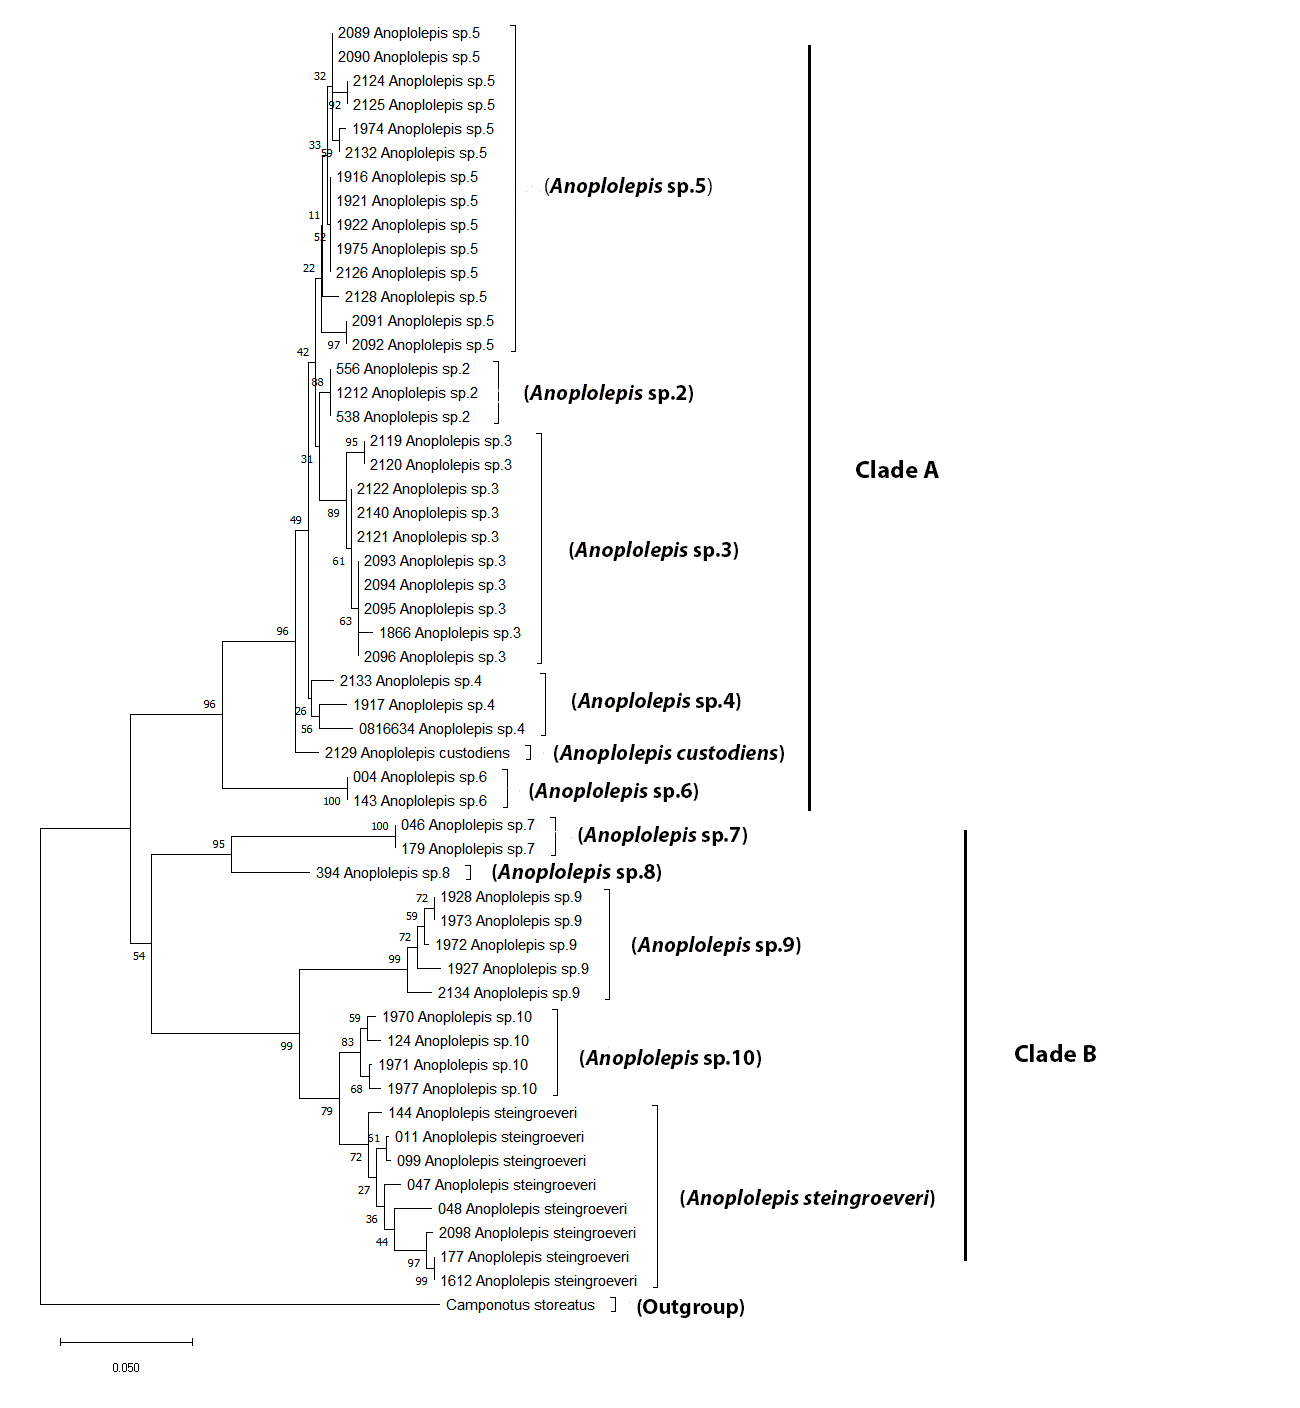 2089 Anoplolepis sp.5
2090 Anoplolepis sp.5
32
2124 Anoplolepis sp.5
92
2125 Anoplolepis sp.5
1974 Anoplolepis sp.5
33
59
2132 Anoplolepis sp.5
1916 Anoplolepis sp.5
(Anoplolepis sp.5)
1921 Anoplolepis sp.5
11
1922 Anoplolepis sp.5
52
1975 Anoplolepis sp.5
22
2126 Anoplolepis sp.5
2128 Anoplolepis sp.5
2091 Anoplolepis sp.5
97
2092 Anoplolepis sp.5
42
556 Anoplolepis sp.2
88
1212 Anoplolepis sp.2
(Anoplolepis sp.2)
538 Anoplolepis sp.2
95
2119 Anoplolepis sp.3
31
2120 Anoplolepis sp.3
Clade A
2122 Anoplolepis sp.3
89
2140 Anoplolepis sp.3
49
2121 Anoplolepis sp.3
(Anoplolepis sp.3)
61
2093 Anoplolepis sp.3
2094 Anoplolepis sp.3
2095 Anoplolepis sp.3
63
1866 Anoplolepis sp.3
96
2096 Anoplolepis sp.3
2133 Anoplolepis sp.4
96
26
1917 Anoplolepis sp.4
(Anoplolepis sp.4)
56
0816634 Anoplolepis sp.4
2129 Anoplolepis custodiens
(Anoplolepis custodiens)
004 Anoplolepis sp.6
(Anoplolepis sp.6)
100
143 Anoplolepis sp.6
100
046 Anoplolepis sp.7
(Anoplolepis sp.7)
95
179 Anoplolepis sp.7
394 Anoplolepis sp.8
(Anoplolepis sp.8)
72
1928 Anoplolepis sp.9
59
1973 Anoplolepis sp.9
72
1972 Anoplolepis sp.9
(Anoplolepis sp.9)
54
99
1927 Anoplolepis sp.9
2134 Anoplolepis sp.9
59
1970 Anoplolepis sp.10
99
83
124 Anoplolepis sp.10
(Anoplolepis sp.10)
Clade B
1971 Anoplolepis sp.10
68
1977 Anoplolepis sp.10
79
144 Anoplolepis steingroeveri
61
011 Anoplolepis steingroeveri
72
099 Anoplolepis steingroeveri
27
047 Anoplolepis steingroeveri
(Anoplolepis steingroeveri)
36
048 Anoplolepis steingroeveri
44
2098 Anoplolepis steingroeveri
97
177 Anoplolepis steingroeveri
99
1612 Anoplolepis steingroeveri
Camponotus storeatus
(Outgroup)
0.050